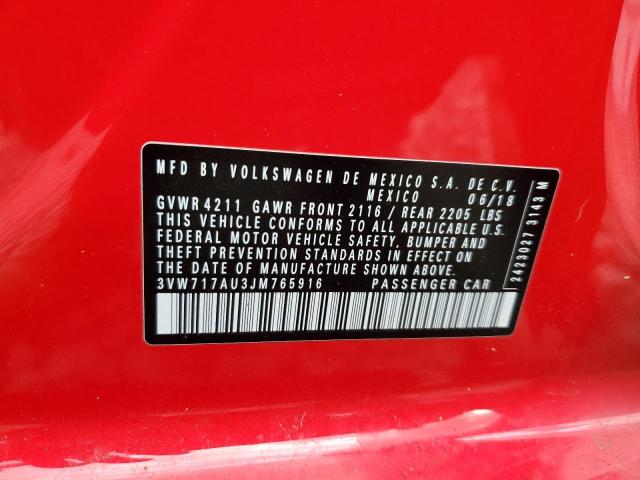 MFD BY VOLKSWAGEN DE MEXICO S.A. DE C.V.
MEXICO 06/18
GVWR 4211 GAWR FRONT 2116 / REAR 2205 LBS
THIS VEHICLE CONFORMS TO ALL APPLICABLE U.S.
FEDERAL MOTOR VEHICLE SAFETY, BUMPER AND
THEFT PREVENTION STANDARDS IN EFFECT ON
THE DATE OF MANUFACTURE SHOWN ABOVE.
3VW717AU3JM765916 PASSENGER CAR
2423027 3143 M